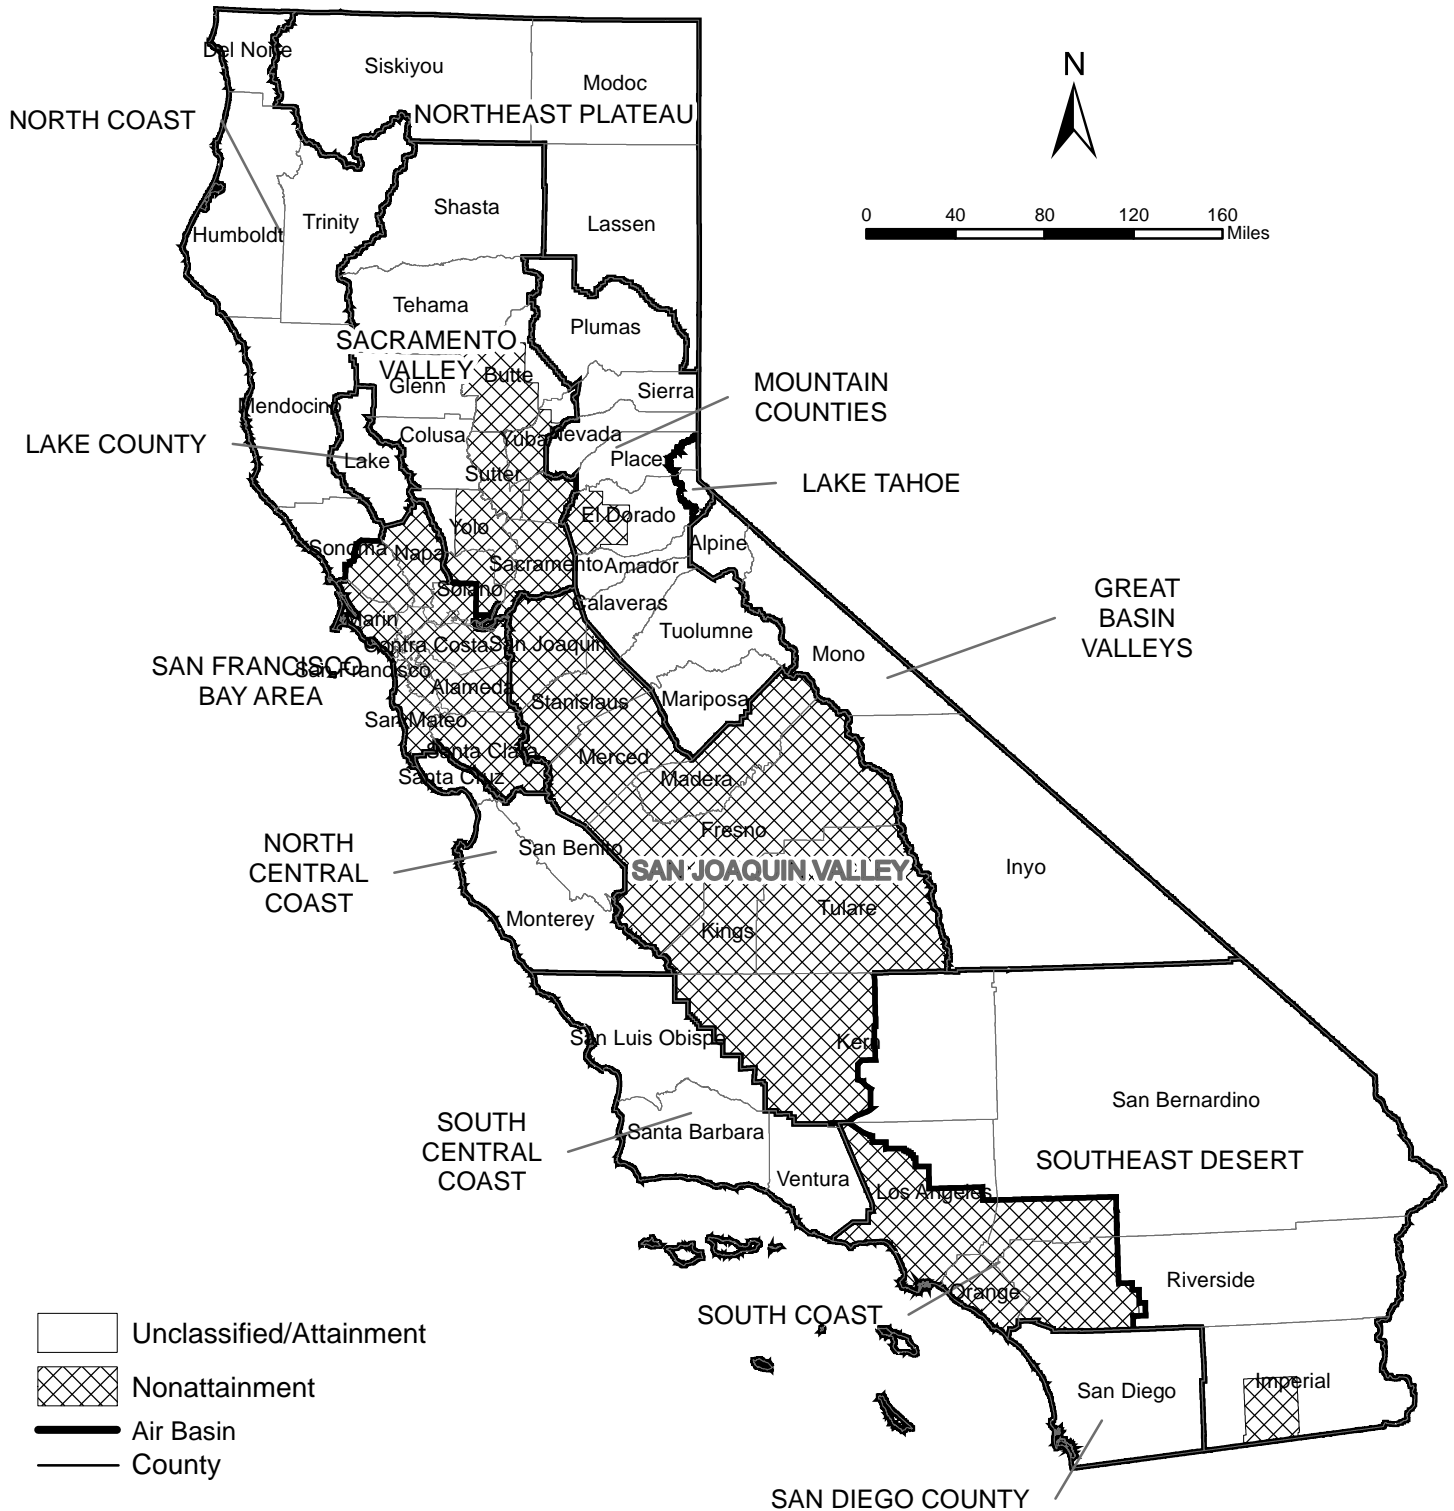 Del Norte
Siskiyou
Modoc
N
NORTHEAST PLATEAU
NORTH COAST
Shasta
0 40 80 120 160
Miles
Trinity
Lassen
Humboldt
Tehama
Plumas
SACRAMENTO
VALLEY
Butte
Glenn
Sierra
MOUNTAIN
COUNTIES
Mendocino
Colusa
Yuba
Nevada
LAKE COUNTY
Lake
Placer
Sutter
LAKE TAHOE
El Dorado
Yolo
Alpine
Sonoma
Napa
Sacramento
Amador
Solano
Calaveras
GREAT
BASIN
VALLEYS
Marin
Tuolumne
Contra Costa
San Joaquin
Mono
SAN FRANCISCO
BAY AREA
San Francisco
Alameda
Stanislaus
Mariposa
San Mateo
Santa Clara
Merced
Santa Cruz
Madera
Fresno
NORTH
CENTRAL
COAST
San Benito
SAN JOAQUIN VALLEY
Inyo
Tulare
Monterey
Kings
San Luis Obispo
Kern
San Bernardino
SOUTH
CENTRAL
COAST
Santa Barbara
SOUTHEAST DESERT
Ventura
Los Angeles
Riverside
Orange
SOUTH COAST
San Diego
Imperial
SAN DIEGO COUNTY
Unclassified/Attainment
Nonattainment
Air Basin
County